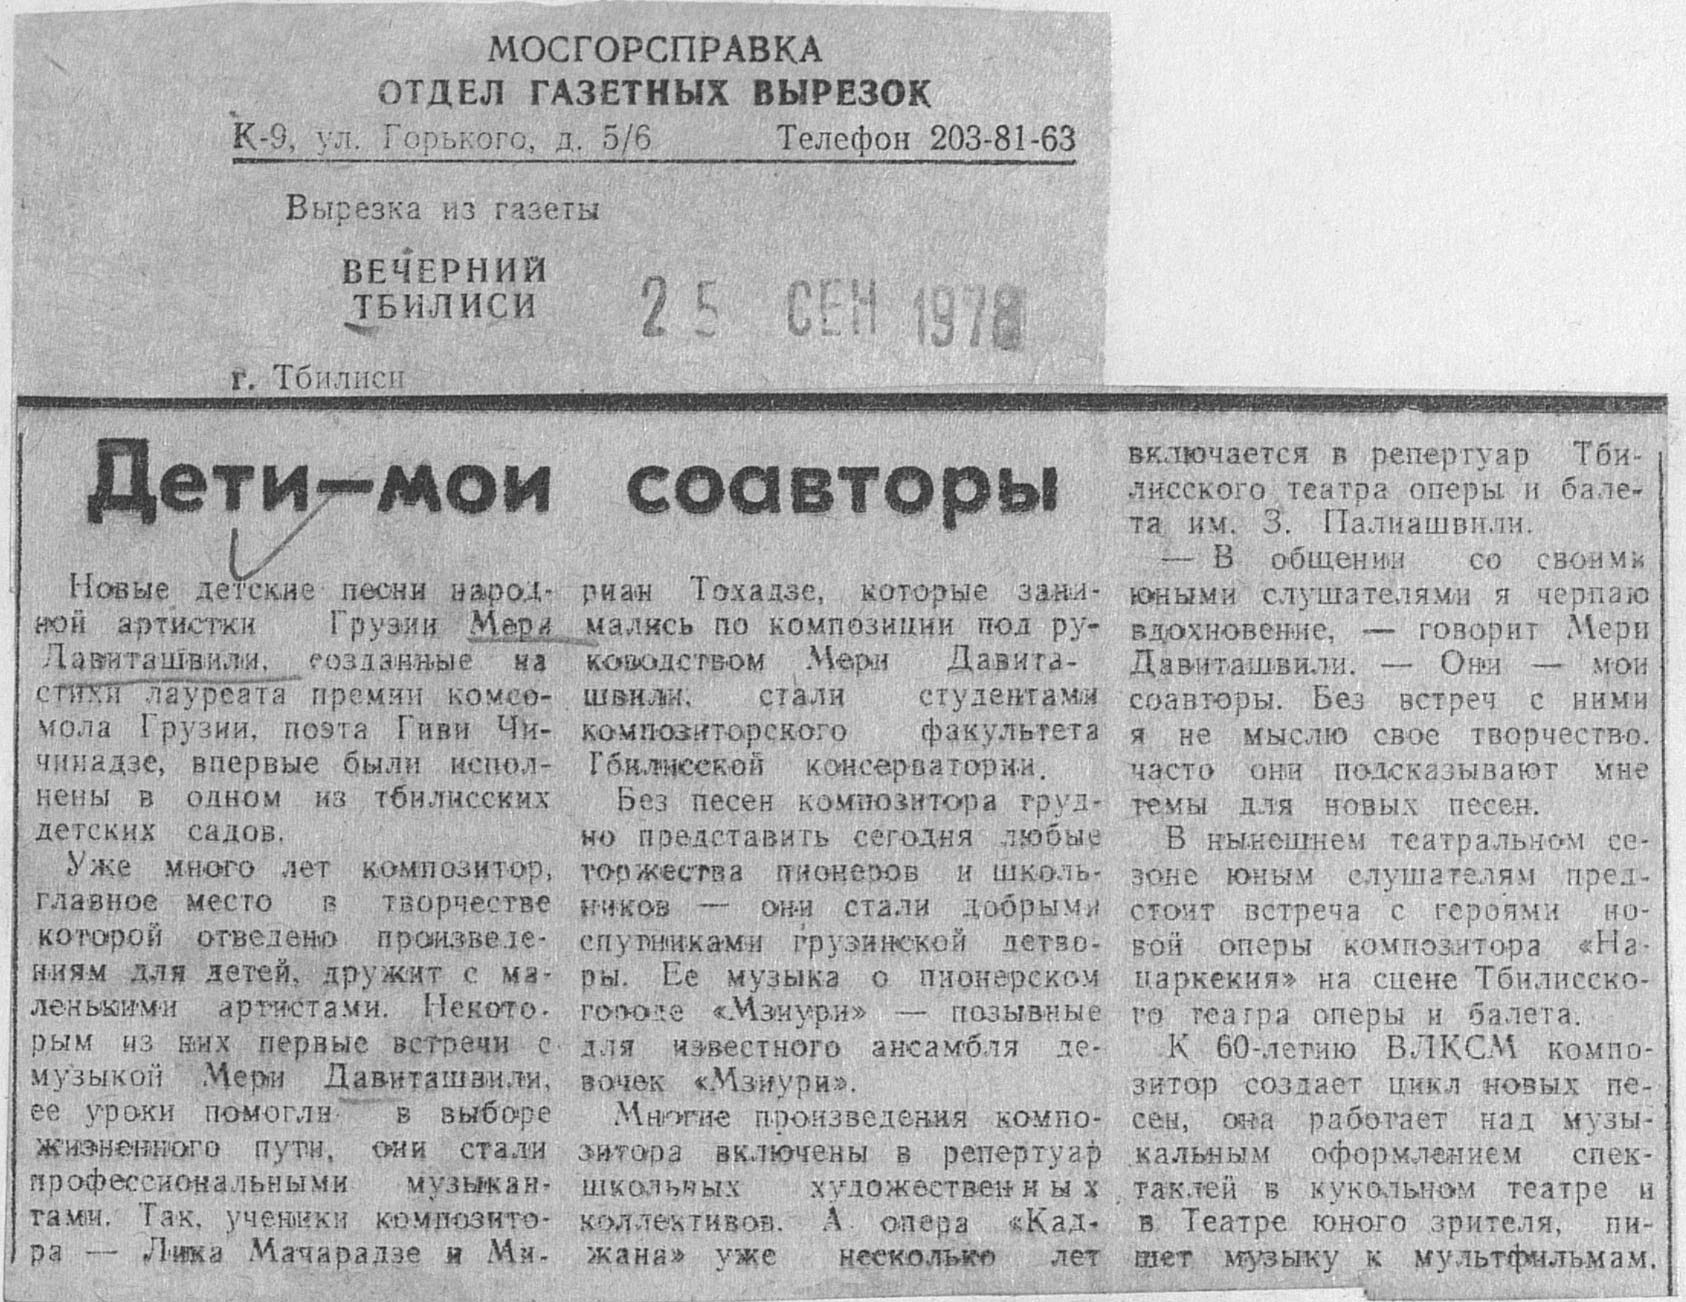 МОСГОРСПРАВКА
ОТДЕЛ ГАЗЕТНЫХ ВЫРЕЗОК
К-9, ул. Горького, д. 5/6 Телефон 203-81-63
Вырезка из газеты
ВЕЧЕРНИЙ
ТБИЛИСИ
25 СЕН 1978
г. Тбилиси
Дети — мои соавторы
Новые детские песни народ-
ной артистки Грузии Мери
Давиташвили, созданные на
стихи лауреата премии комсо-
мола Грузии, поэта Гиви Чи-
чинадзе, впервые были испол-
нены в одном из тбилисских
детских садов.
Уже много лет композитор,
главное место в творчестве
которой отведено произведе-
ниям для детей, дружит с ма-
ленькими артистами. Некото-
рым из них первые встречи с
музыкой Мери Давиташвили,
ее уроки помогли в выборе
жизненного пути, они стали
профессиональными музыкан-
тами. Так, ученики композито-
ра — Лика Мачарадзе и Ми-
риан Тохадзе, которые зани-
мались по композиции под ру-
ководством Мери Давита-
швили, стали студентами
композиторского факультета
Тбилисской консерватории.
Без песен композитора труд-
но представить сегодня любые
торжества пионеров и школь-
ников — они стали добрыми
спутниками грузинской детво-
ры. Ее музыка о пионерском
городе «Мзиури» — позывные
для известного ансамбля де-
вочек «Мзиури».
Многие произведения компо-
зитора включены в репертуар
школьных художественных
коллективов. А опера «Кад-
жана» уже несколько лет
включается в репертуар Тби-
лисского театра оперы и бале-
та им. З. Палиашвили.
— В общении со своими
юными слушателями я черпаю
вдохновение, — говорит Мери
Давиташвили. — Они — мои
соавторы. Без встреч с ними
я не мыслю свое творчество.
часто они подсказывают мне
темы для новых песен.
В нынешнем театральном се-
зоне юным слушателям пред-
стоит встреча с героями но-
вой оперы композитора «На-
царкекия» на сцене Тбилисско-
го театра оперы и балета.
К 60-летию ВЛКСМ компо-
зитор создает цикл новых пе-
сен, она работает над музы-
кальным оформлением спек-
таклей в кукольном театре и
в Театре юного зрителя, пи-
шет музыку к мультфильмам.